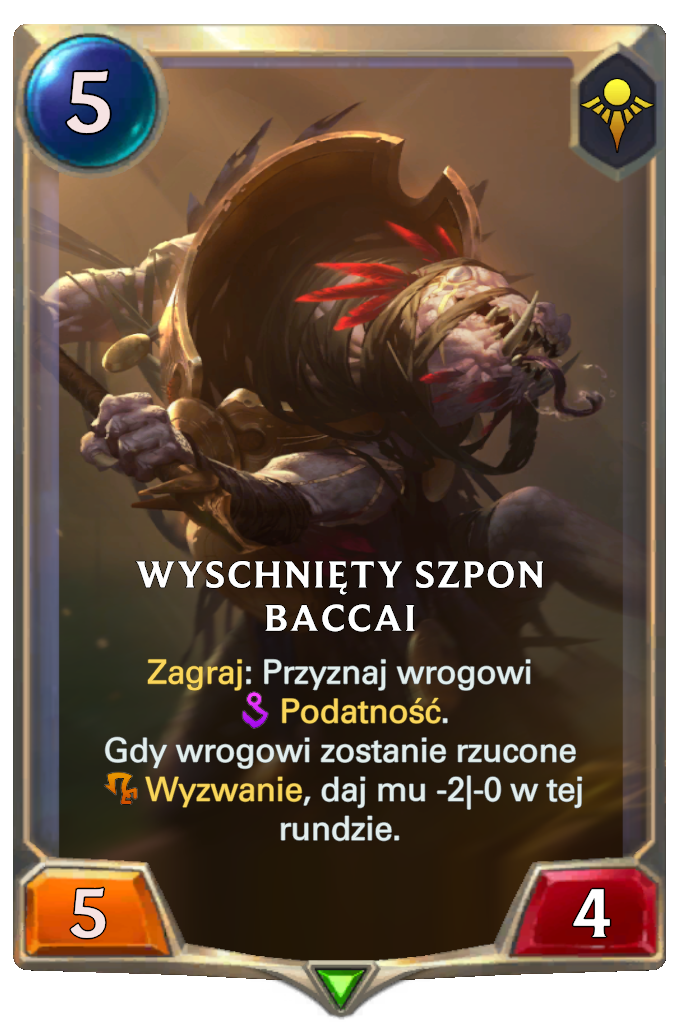 5
WYSCHNIĘTY SZPON
BACCAI
Zagraj: Przyznaj wrogowi
Podatność.
Gdy wrogowi zostanie rzucone
Wyzwanie, daj mu -2|-0 w tej
rundzie.
5
4